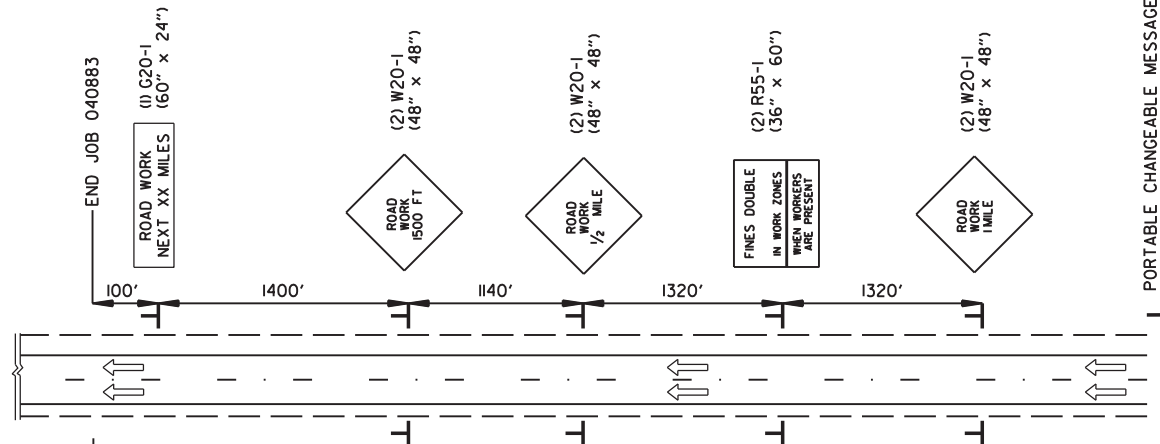 END JOB 040883
ROAD WORK
NEXT XX MILES
(1) G20-1
(60" x 24")
ROAD
WORK
1500 FT
(2) W20-1
(48" x 48")
ROAD
WORK
1/2 MILE
(2) W20-1
(48" x 48")
FINES DOUBLE
IN WORK ZONES
WHEN WORKERS
ARE PRESENT
(2) R55-1
(36" x 60")
ROAD
WORK
1 MILE
(2) W20-1
(48" x 48")
PORTABLE CHANGEABLE MESSAGE
100'
1400'
1140'
1320'
1320'